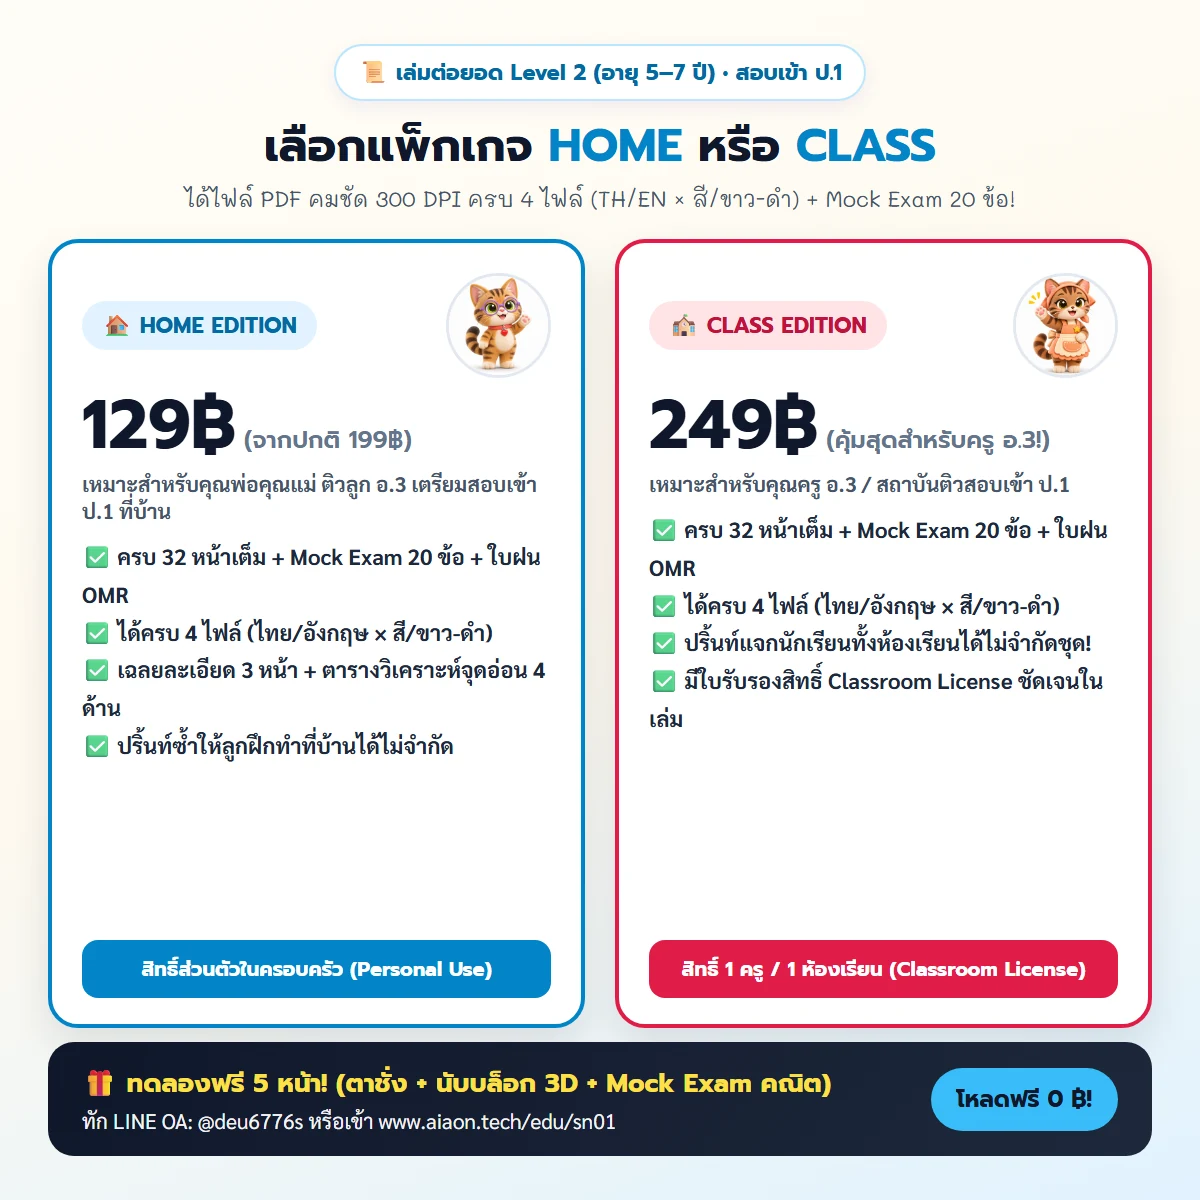 📜 เล่มต่อยอด Level 2 (อายุ 5–7 ปี) • สอบเข้า ป.1
เลือกแพ็กเกจ HOME หรือ CLASS
ได้ไฟล์ PDF คมชัด 300 DPI ครบ 4 ไฟล์ (TH/EN × สี/ขาว-ดำ) + Mock Exam 20 ข้อ!
🏠 HOME EDITION
129฿ (จากปกติ 199฿)
เหมาะสำหรับคุณพ่อคุณแม่ ติวลูก อ.3 เตรียมสอบเข้า
ป.1 ที่บ้าน
✅ ครบ 32 หน้าเต็ม + Mock Exam 20 ข้อ + ใบฝน
OMR
✅ ได้ครบ 4 ไฟล์ (ไทย/อังกฤษ × สี/ขาว-ดำ)
✅ เฉลยละเอียด 3 หน้า + ตารางวิเคราะห์จุดอ่อน 4
ด้าน
✅ ปริ้นท์ซ้ำให้ลูกฝึกทำที่บ้านได้ไม่จำกัด
สิทธิ์ส่วนตัวในครอบครัว (Personal Use)
🏫 CLASS EDITION
249฿ (คุ้มสุดสำหรับครู อ.3!)
เหมาะสำหรับคุณครู อ.3 / สถาบันติวสอบเข้า ป.1
✅ ครบ 32 หน้าเต็ม + Mock Exam 20 ข้อ + ใบฝน
OMR
✅ ได้ครบ 4 ไฟล์ (ไทย/อังกฤษ × สี/ขาว-ดำ)
✅ ปริ้นท์แจกนักเรียนทั้งห้องเรียนได้ไม่จำกัดชุด!
✅ มีใบรับรองสิทธิ์ Classroom License ชัดเจนใน
เล่ม
สิทธิ์ 1 ครู / 1 ห้องเรียน (Classroom License)
🎁 ทดลองฟรี 5 หน้า! (ตาชั่ง + นับบล็อก 3D + Mock Exam คณิต)
ทัก LINE OA: @deu6776s หรือเข้า www.aiaon.tech/edu/sn01
โหลดฟรี 0 ฿!